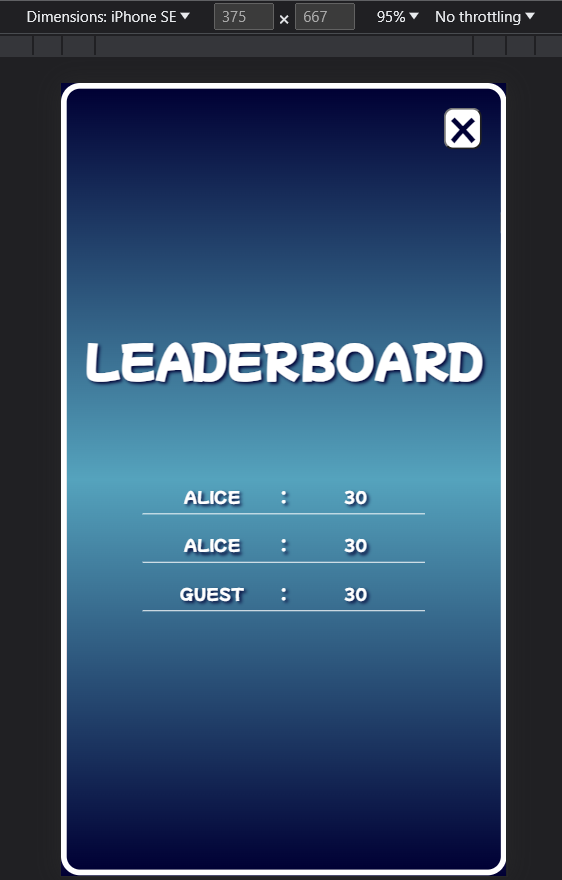 Dimensions: iPhone SE 375 × 667 95% No throttling
LEADERBOARD
ALICE : 30
ALICE : 30
GUEST : 30